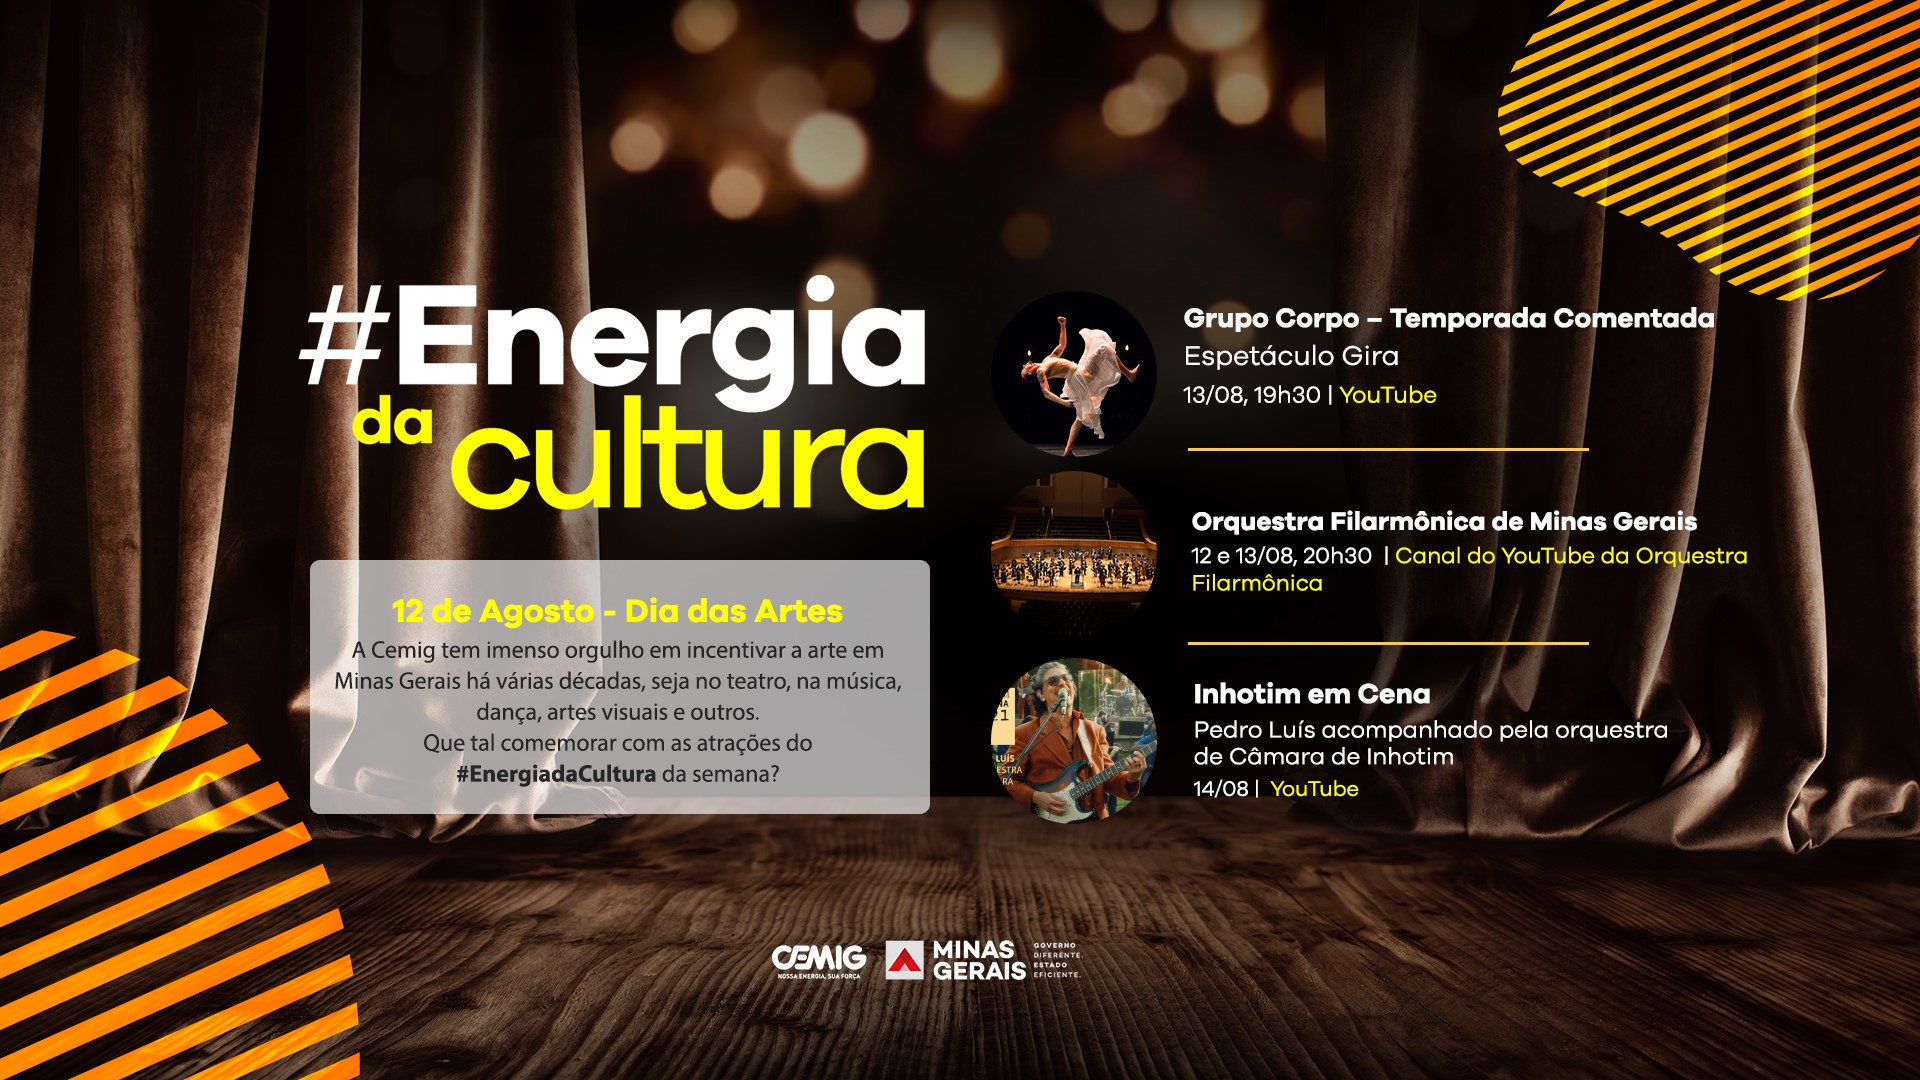 #Energia
da cultura
12 de Agosto - Dia das Artes
A Cemig tem imenso orgulho em incentivar a arte em
Minas Gerais há várias décadas, seja no teatro, na música,
dança, artes visuais e outros.
Que tal comemorar com as atrações do
#EnergiadaCultura da semana?
Grupo Corpo – Temporada Comentada
Espetáculo Gira
13/08, 19h30 | YouTube
Orquestra Filarmônica de Minas Gerais
12 e 13/08, 20h30 | Canal do YouTube da Orquestra
Filarmônica
Inhotim em Cena
Pedro Luís acompanhado pela orquestra
de Câmara de Inhotim
14/08 | YouTube
LUÍS
CEMIG
NOSSA ENERGIA, SUA FORÇA
MINAS
GERAIS
GOVERNO
DIFERENTE.
ESTADO
EFICIENTE.